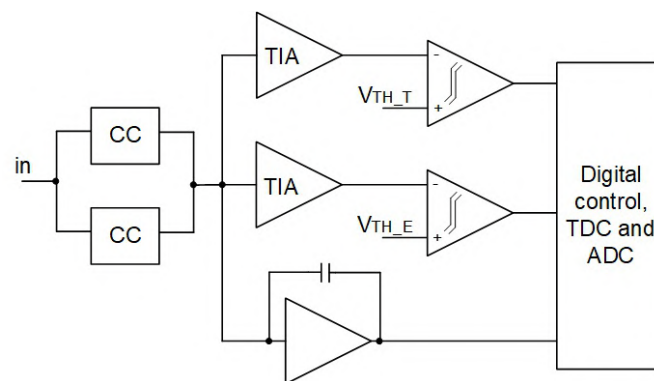 TIA
-
VTH_T
+
CC
in
TIA
-
CC
VTH_E
+
Digital
control,
TDC and
ADC